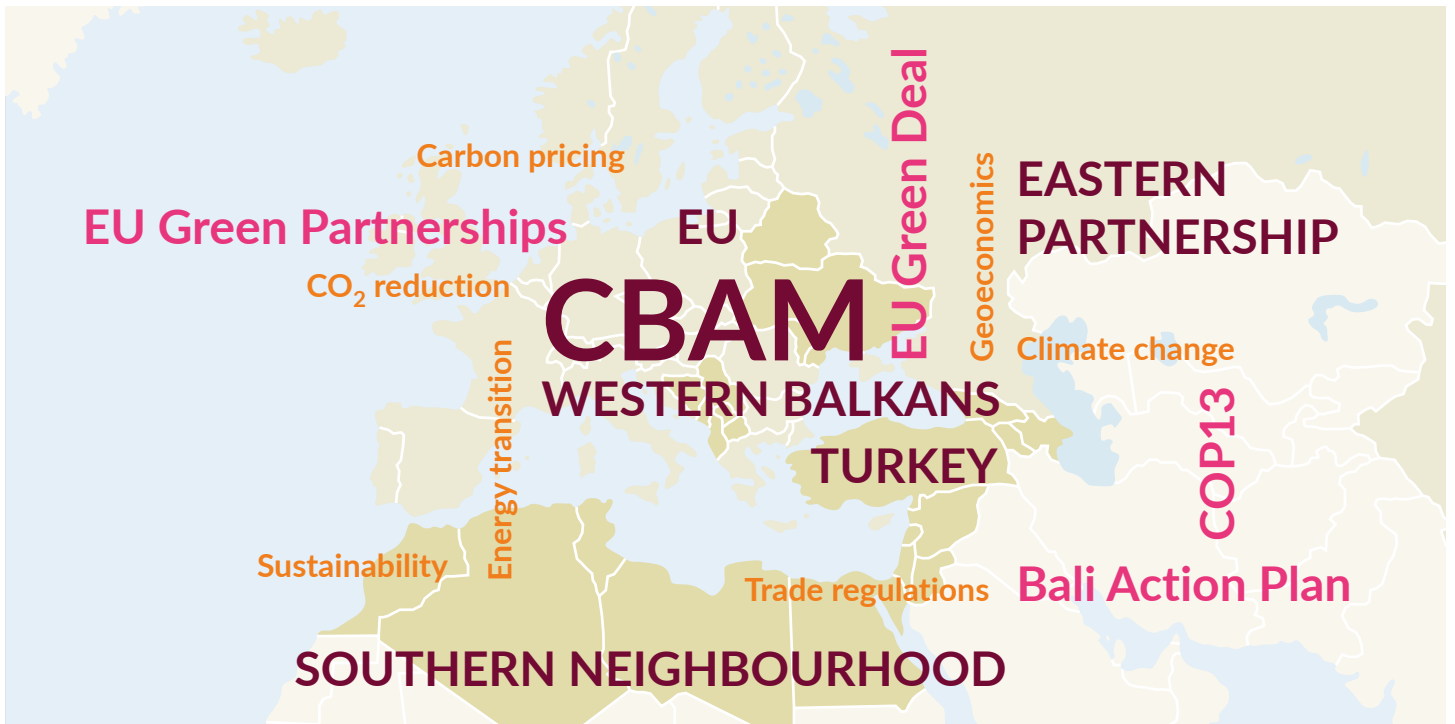 Carbon pricing
EU Green Partnerships
CO₂ reduction
EU
CBAM
EU Green Deal
Geoeconomics
EASTERN
PARTNERSHIP
Climate change
Energy transition
WESTERN BALKANS
TURKEY
COP13
Sustainability
Trade regulations
Bali Action Plan
SOUTHERN NEIGHBOURHOOD